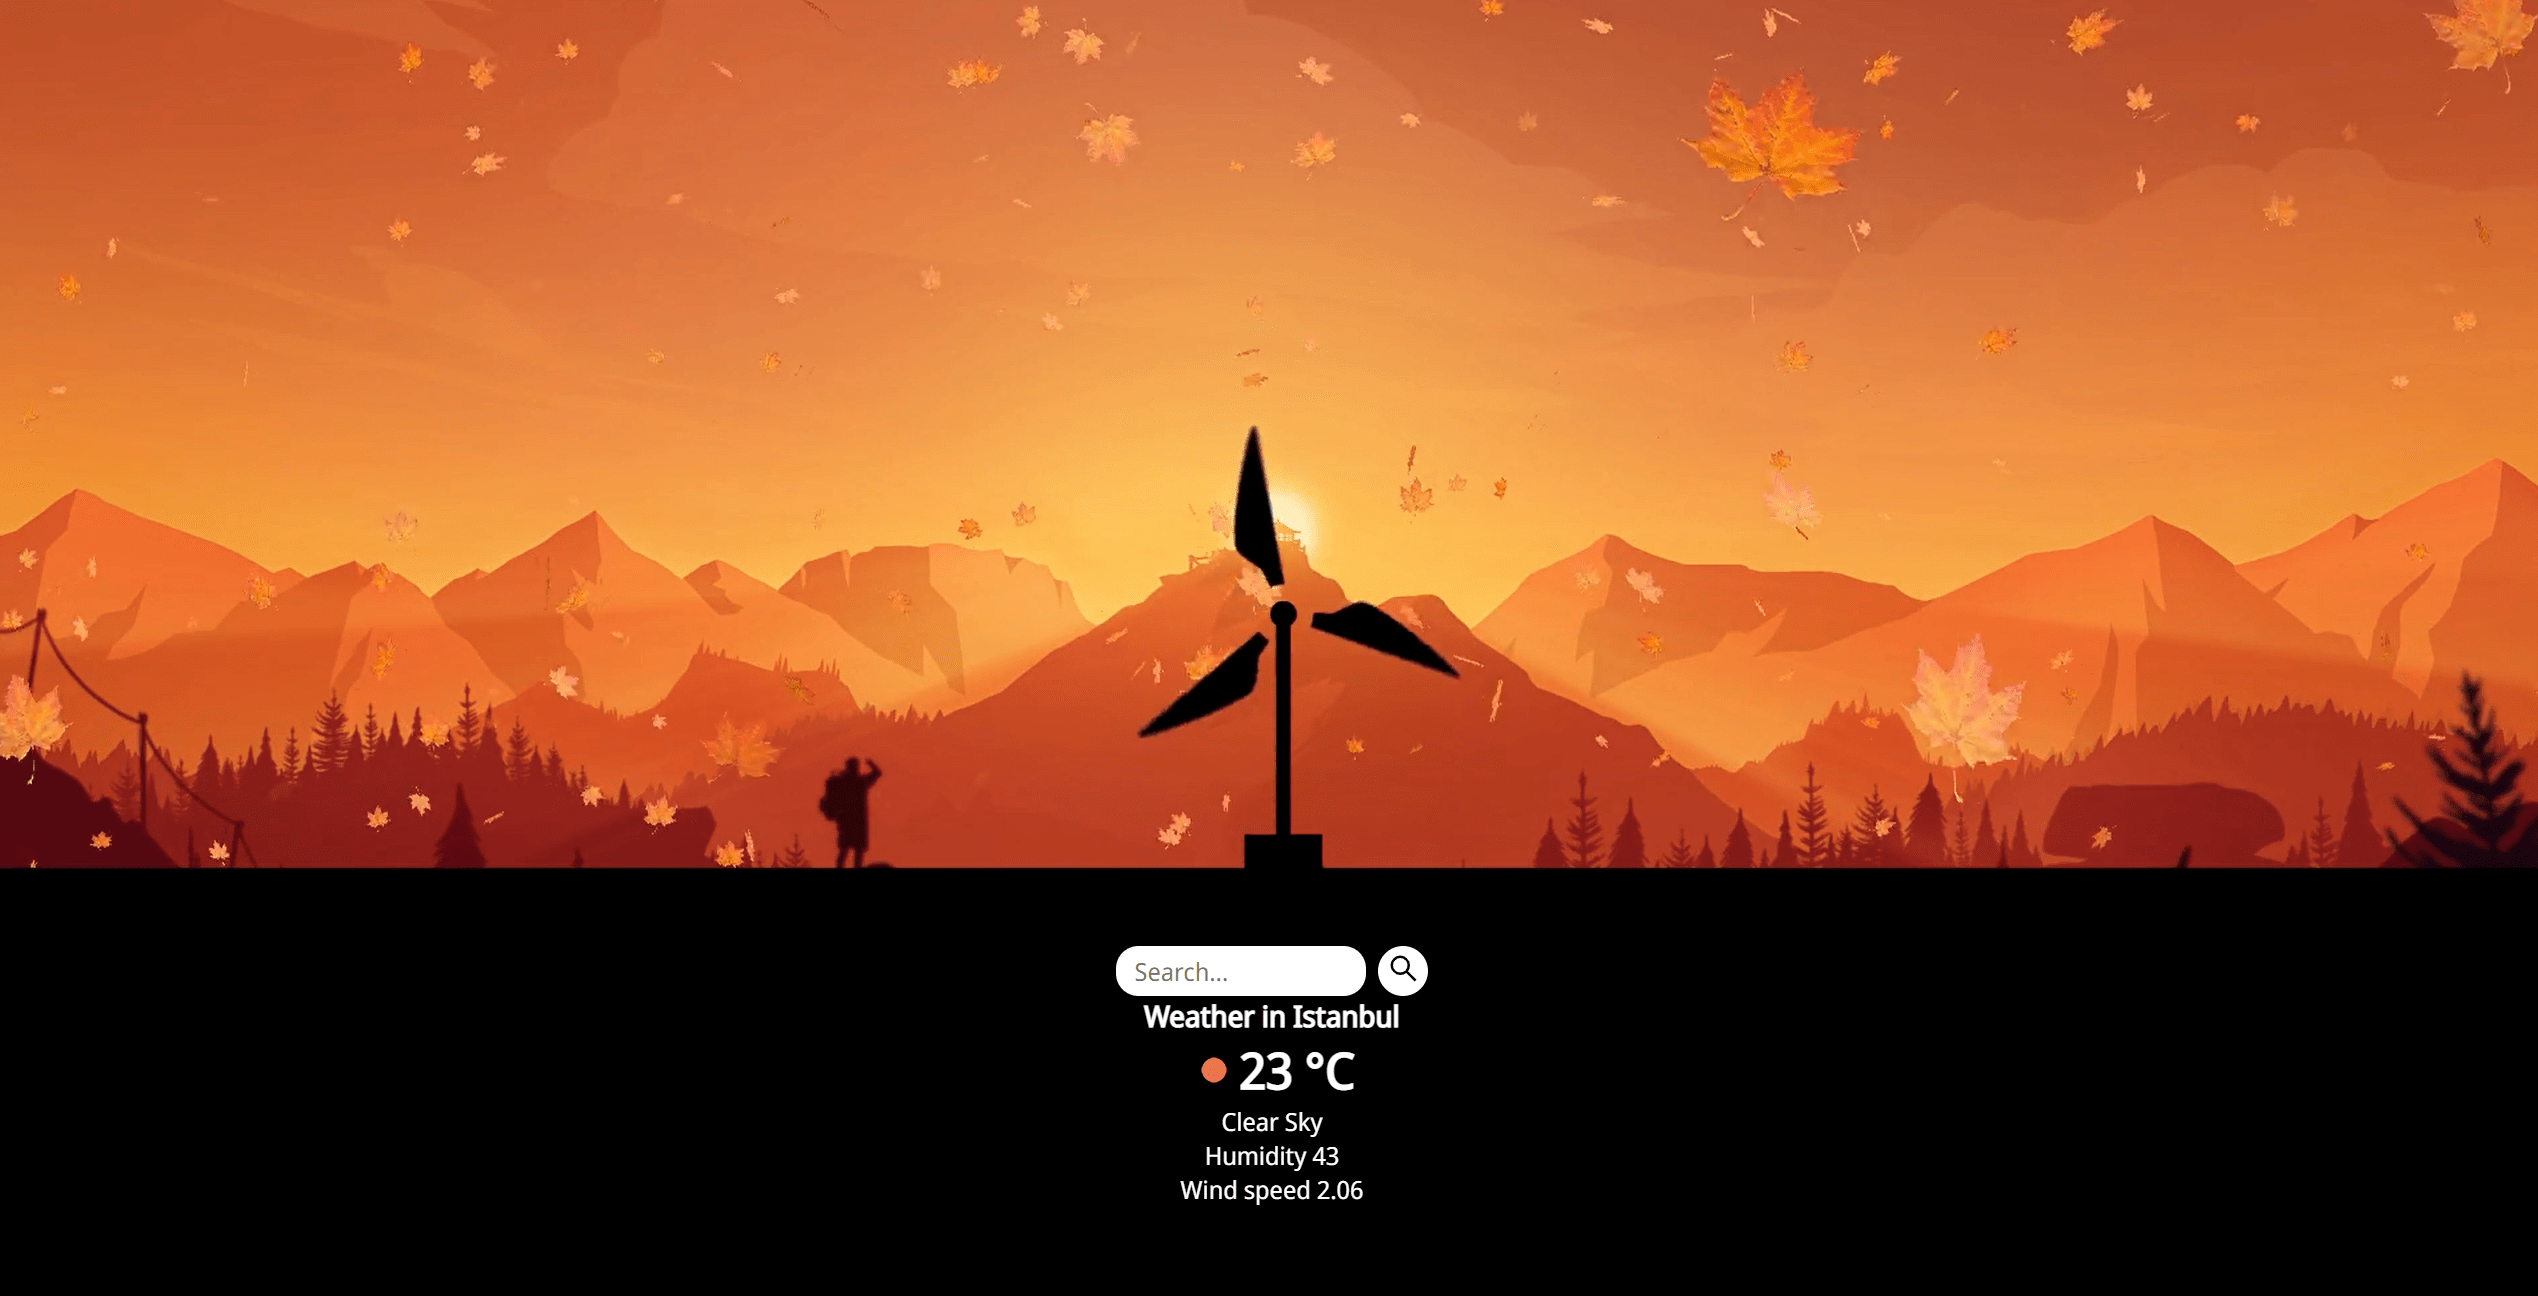 Search...
Weather in Istanbul
23 °C
Clear Sky
Humidity 43
Wind speed 2.06